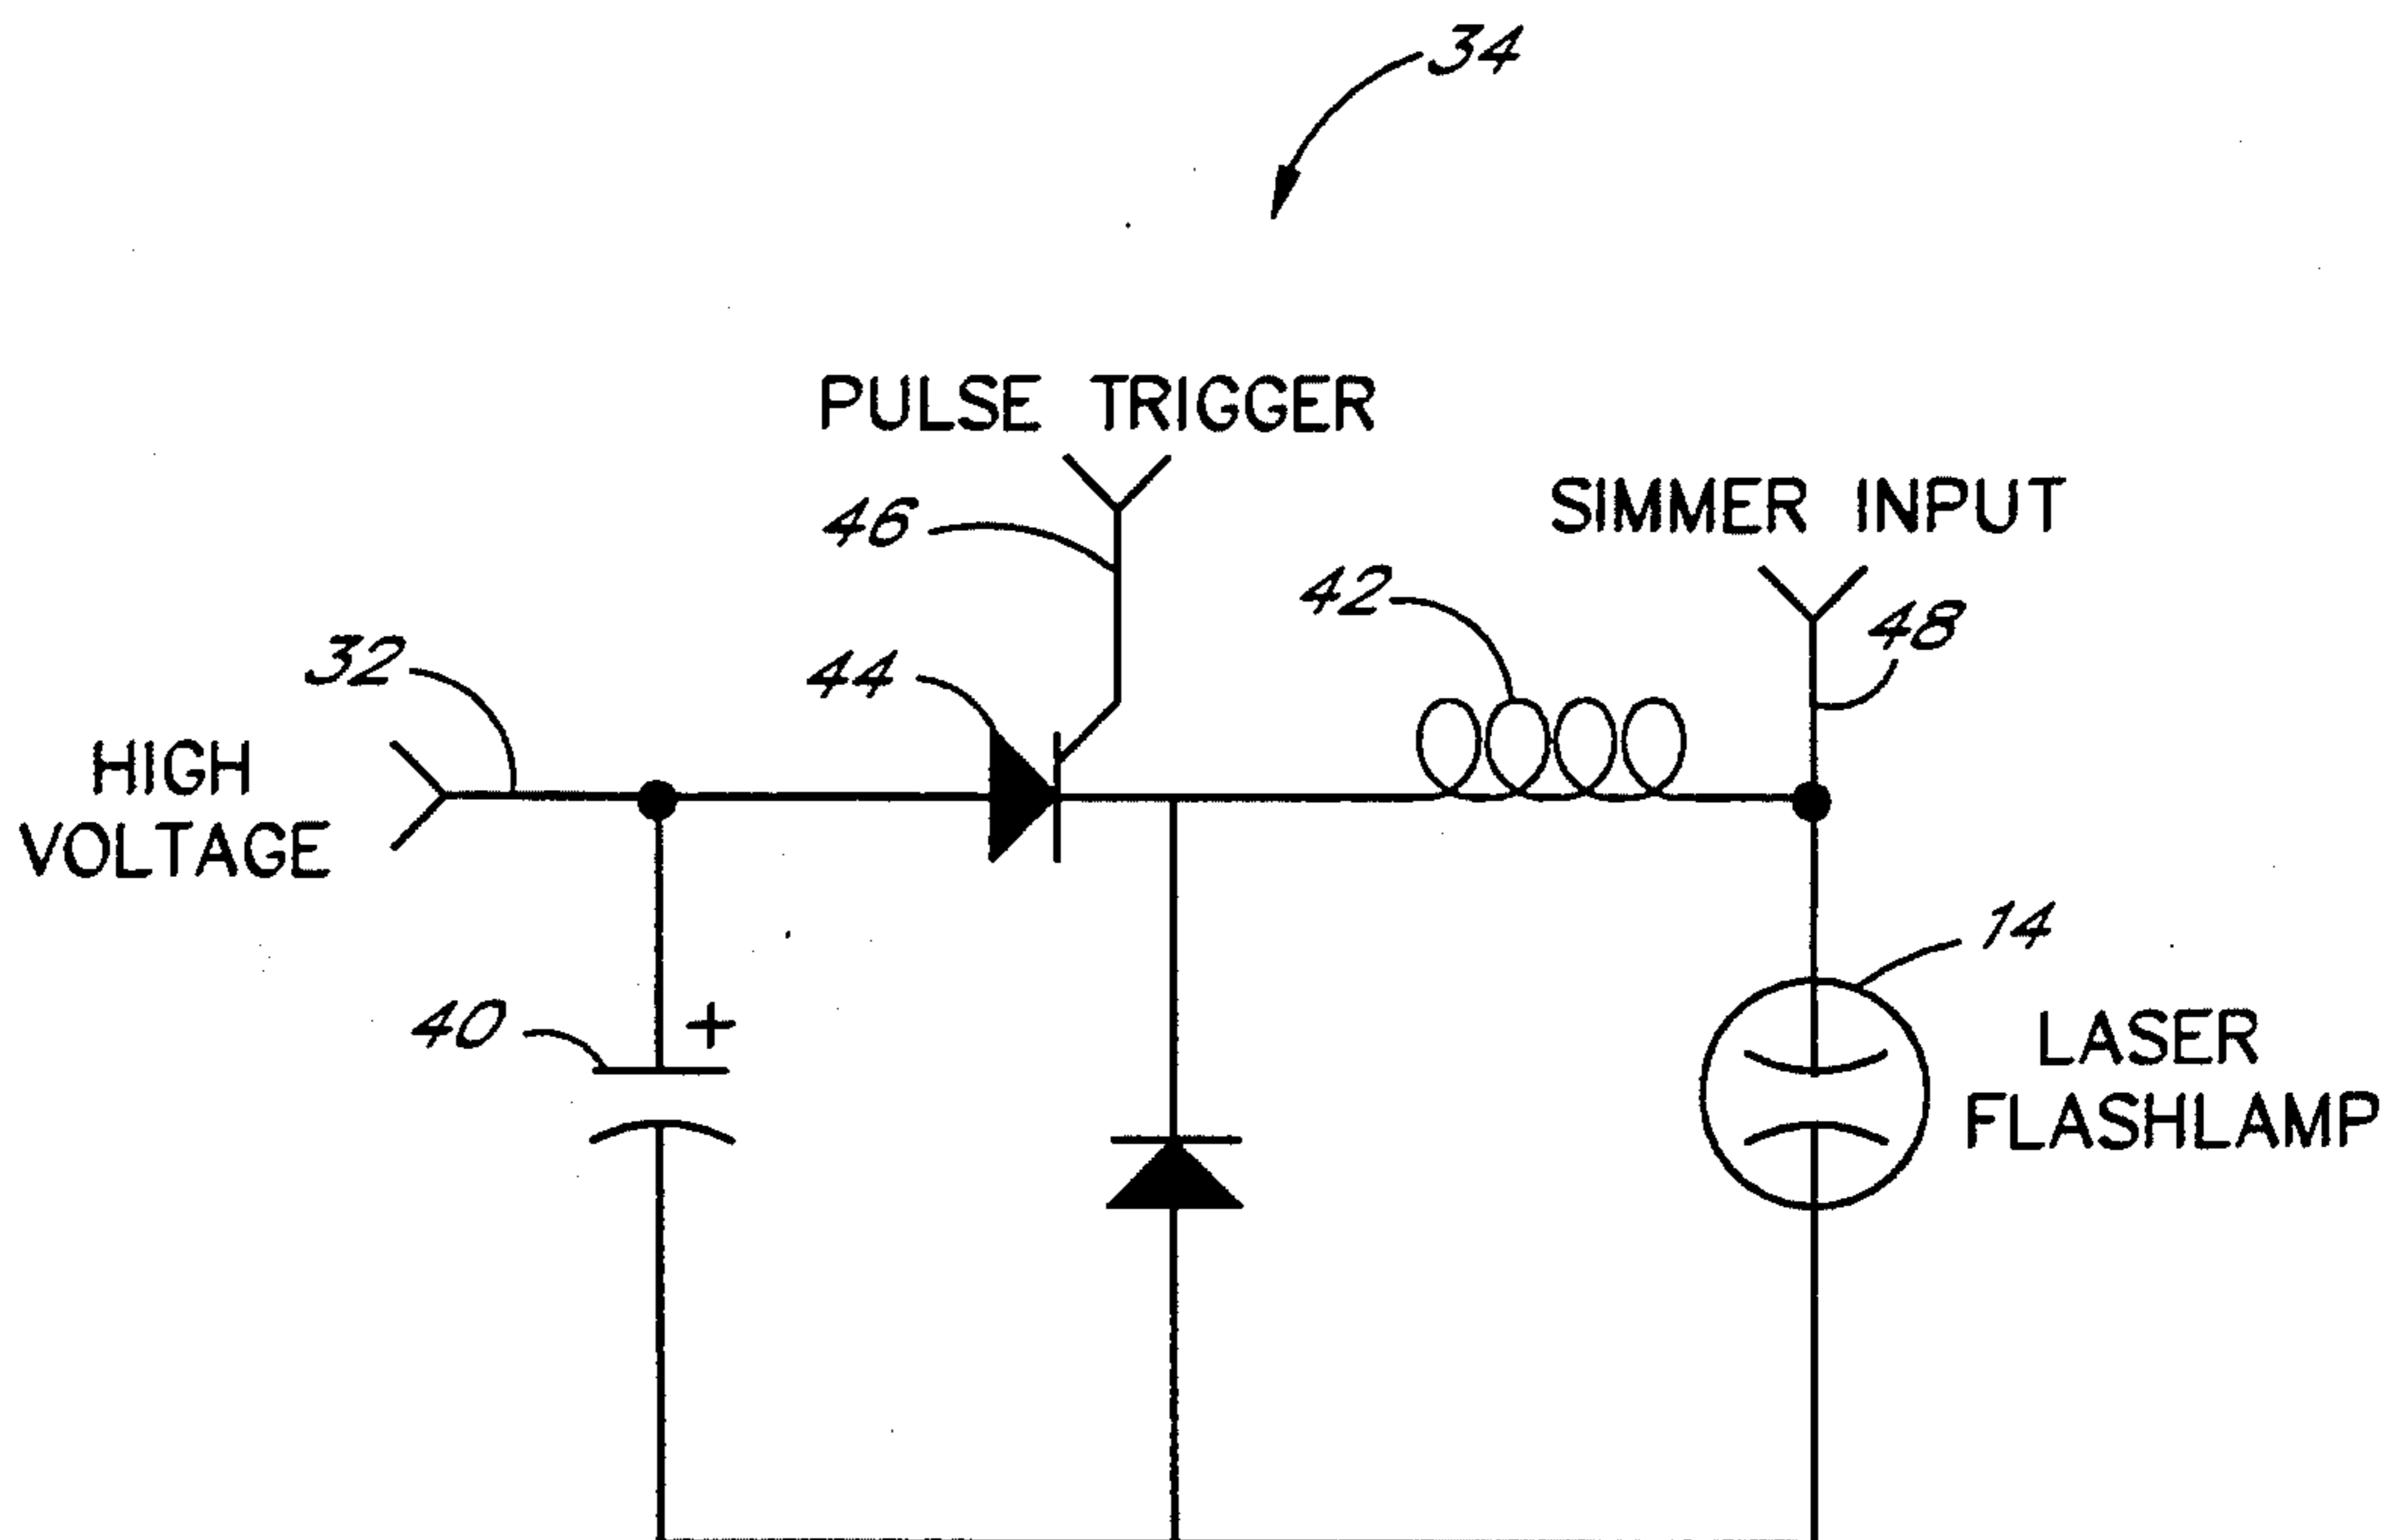 34
PULSE TRIGGER
46
SIMMER INPUT
42
48
32
44
HIGH
VOLTAGE
14
40
+
LASER
FLASHLAMP